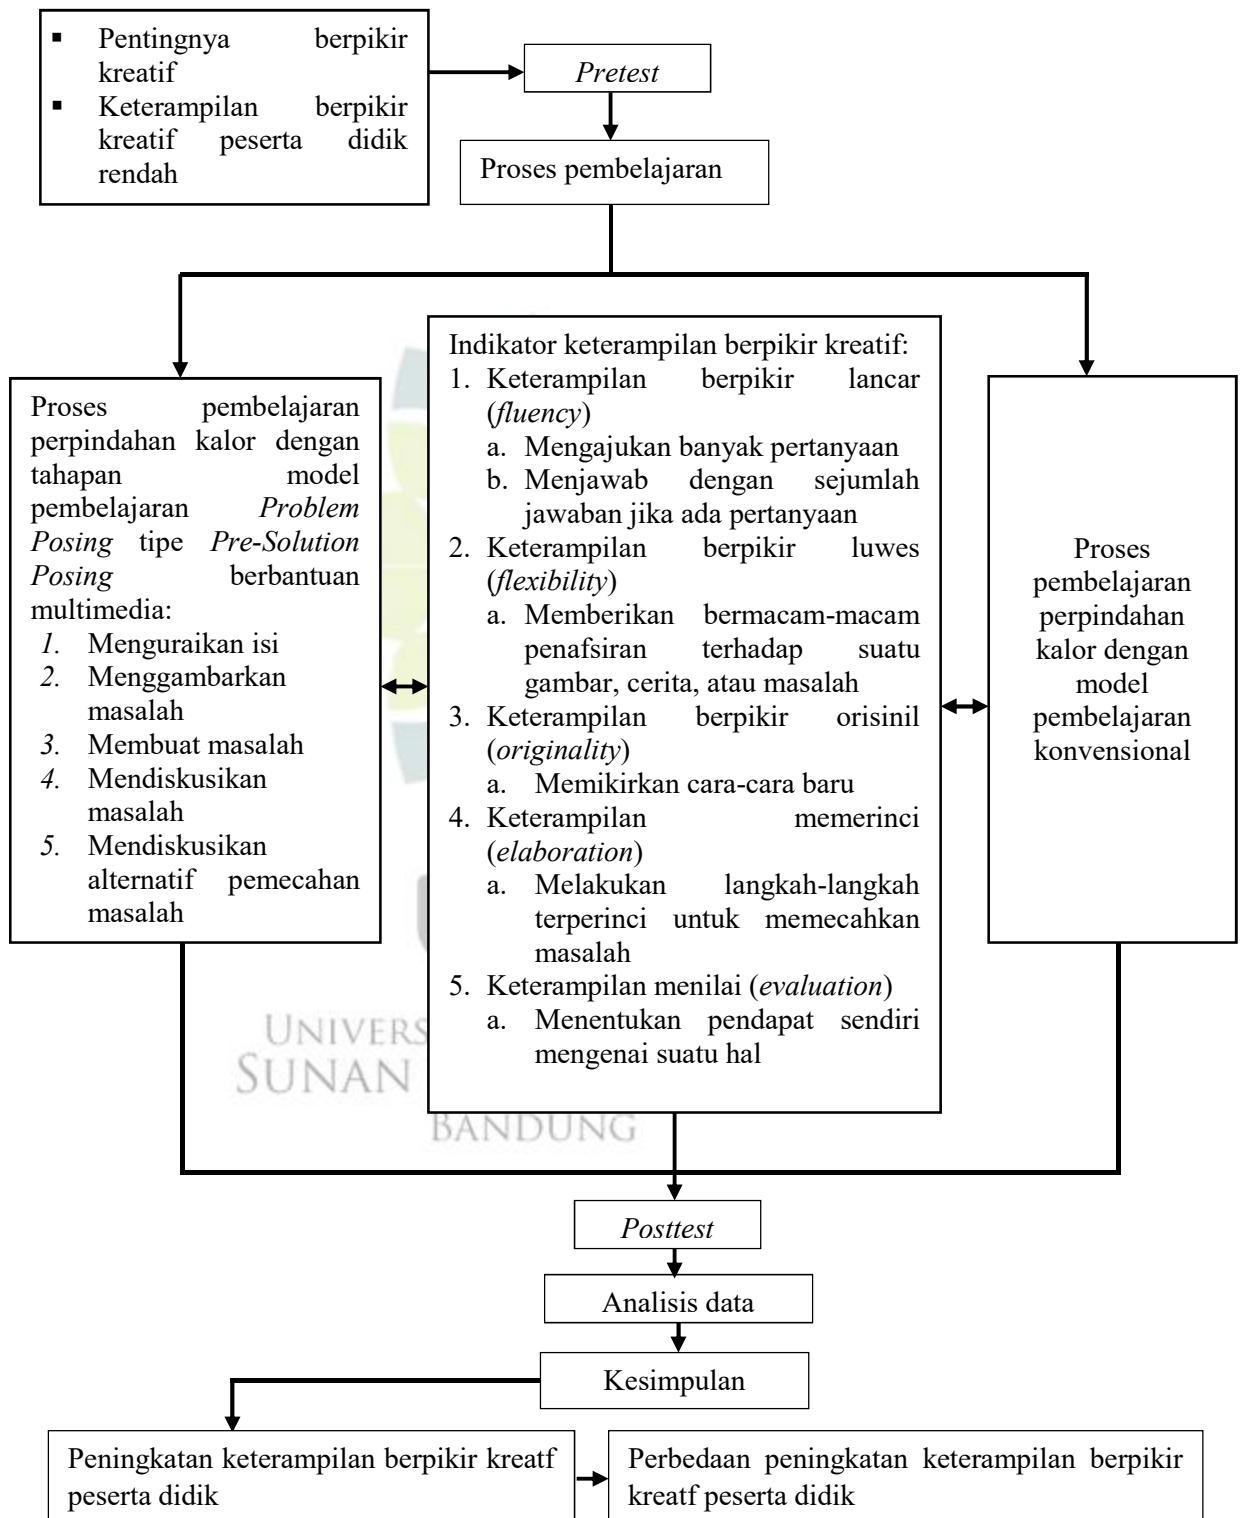 ▪ Pentingnya berpikir
kreatif
▪ Keterampilan berpikir
kreatif peserta didik
rendah
Pretest
Proses pembelajaran
Proses pembelajaran
perpindahan kalor dengan
tahapan model
pembelajaran Problem
Posing tipe Pre-Solution
Posing berbantuan
multimedia:
1. Menguraikan isi
2. Menggambarkan
masalah
3. Membuat masalah
4. Mendiskusikan
masalah
5. Mendiskusikan
alternatif pemecahan
masalah
Indikator keterampilan berpikir kreatif:
1. Keterampilan berpikir lancar
(fluency)
a. Mengajukan banyak pertanyaan
b. Menjawab dengan sejumlah
jawaban jika ada pertanyaan
2. Keterampilan berpikir luwes
(flexibility)
a. Memberikan bermacam-macam
penafsiran terhadap suatu
gambar, cerita, atau masalah
3. Keterampilan berpikir orisinil
(originality)
a. Memikirkan cara-cara baru
4. Keterampilan memerinci
(elaboration)
a. Melakukan langkah-langkah
terperinci untuk memecahkan
masalah
5. Keterampilan menilai (evaluation)
a. Menentukan pendapat sendiri
mengenai suatu hal
Proses
pembelajaran
perpindahan
kalor dengan
model
pembelajaran
konvensional
UNIVERS
SUNAN
BANDUNG
Posttest
Analisis data
Kesimpulan
Peningkatan keterampilan berpikir kreatf
peserta didik
Perbedaan peningkatan keterampilan berpikir
kreatf peserta didik